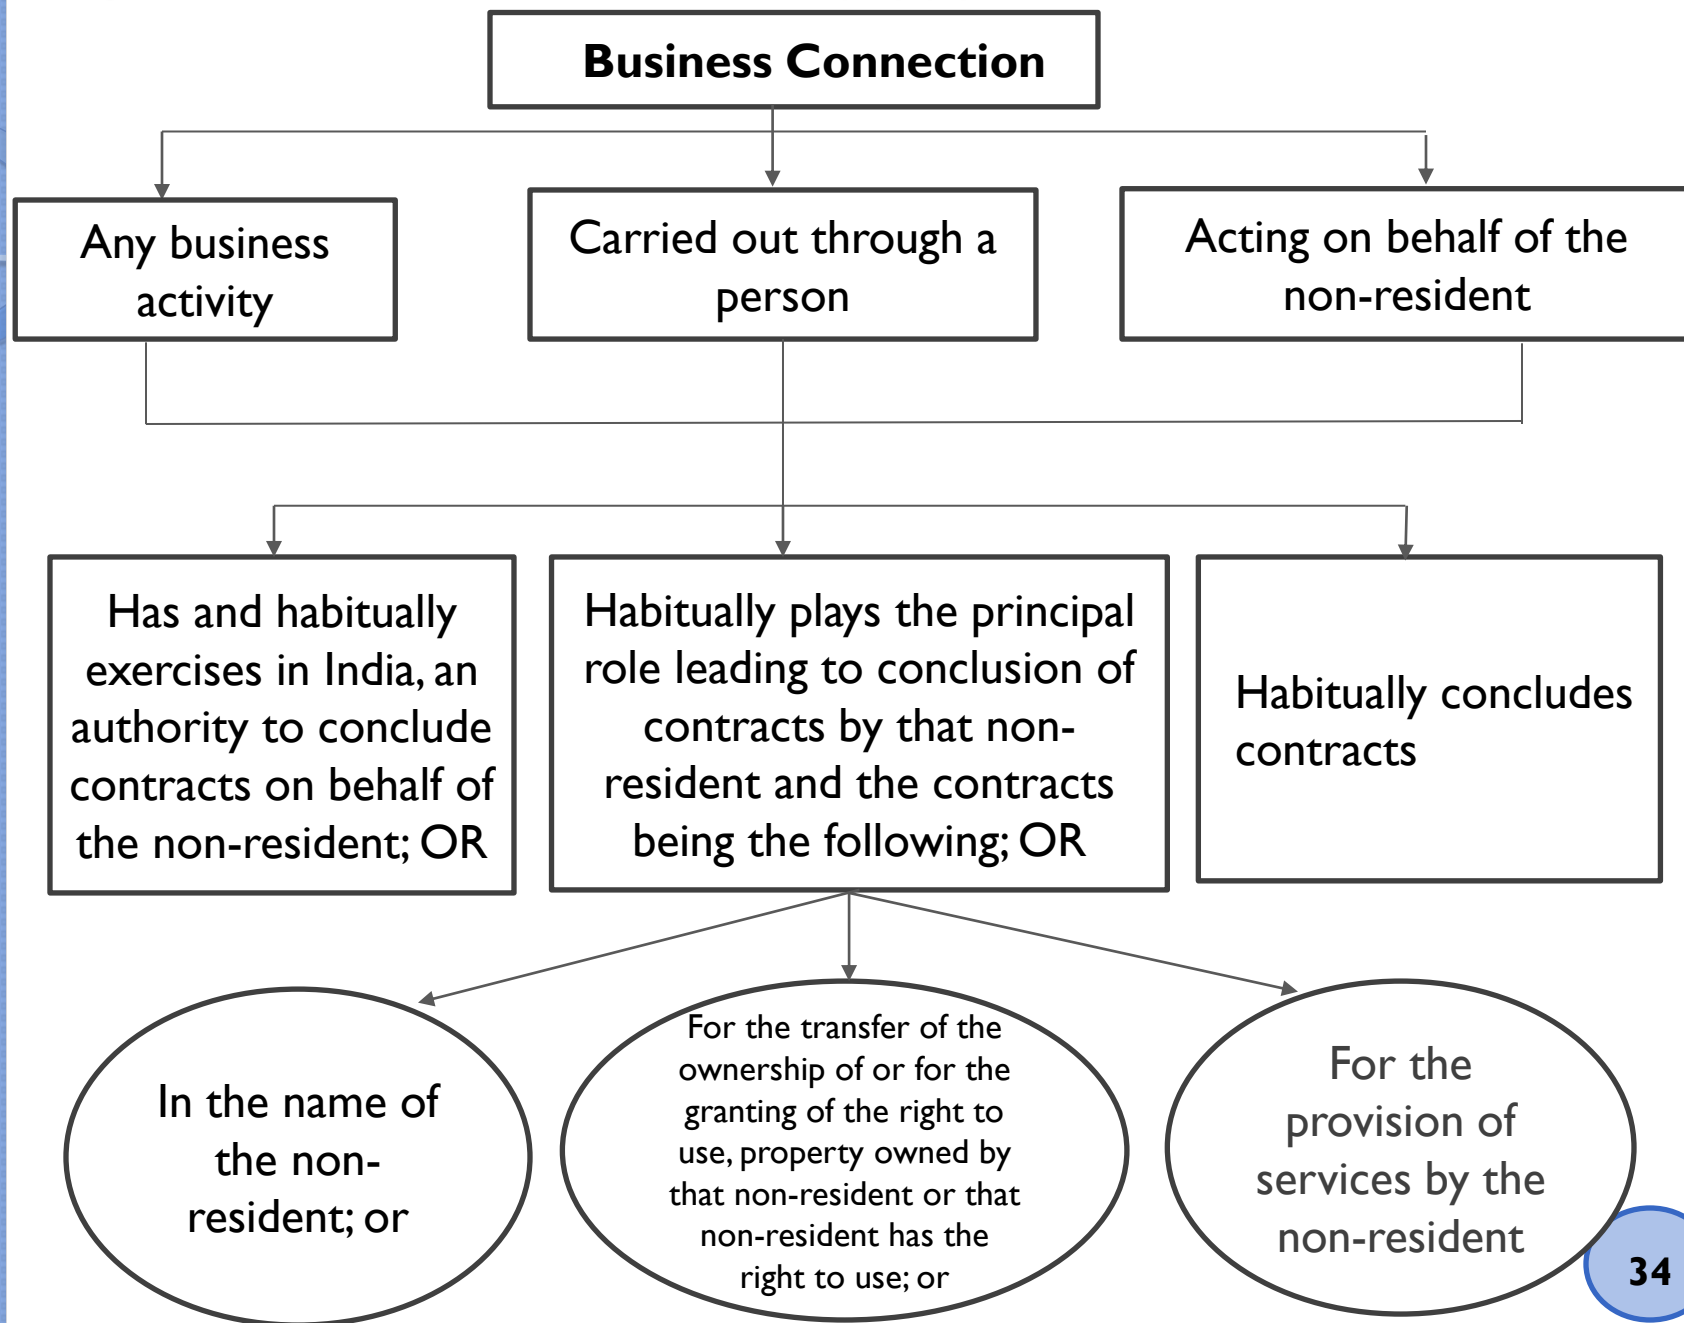 Business Connection
Any business
activity
Carried out through a
person
Acting on behalf of the
non-resident
Has and habitually
exercises in India, an
authority to conclude
contracts on behalf of
the non-resident; OR
Habitually plays the principal
role leading to conclusion of
contracts by that non-
resident and the contracts
being the following; OR
Habitually concludes
contracts
In the name of
the non-
resident; or
For the transfer of the
ownership of or for the
granting of the right to
use, property owned by
that non-resident or that
non-resident has the
right to use; or
For the
provision of
services by the
non-resident
34